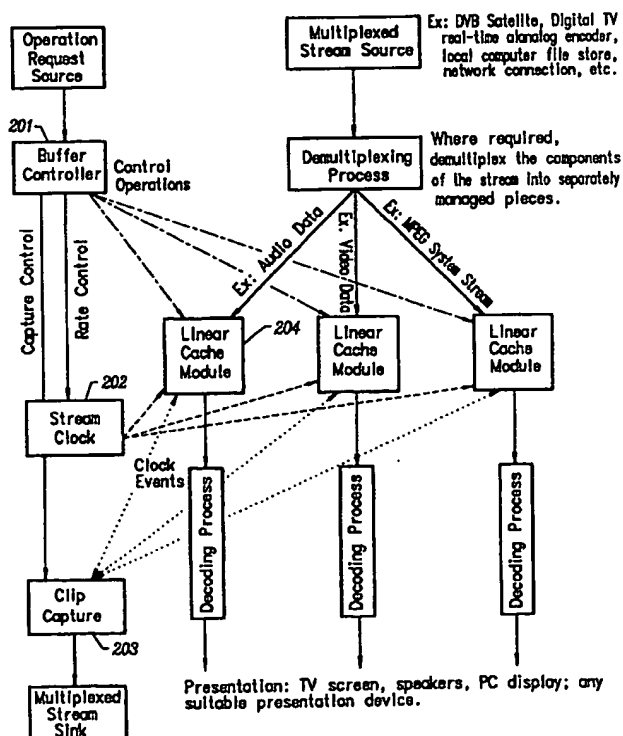 Operation
Request
Source
Multiplexed
Stream Source
Ex: DVB Satellite, Digital TV
real-time alanalog encoder,
local computer file store,
network connection, etc.
201
Buffer
Controller
Control
Operations
Demultiplexing
Process
Where required,
demultiplex the components
of the stream into separately
managed pieces.
Capture Control
Rate Control
Ex: Audio Data
Ex. Video Data
Ex: MPEG System Stream
Linear
Cache
Module
204
Linear
Cache
Module
Linear
Cache
Module
202
Stream
Clock
Clock
Events
Decoding Process
Decoding Process
Decoding Process
Clip
Capture
203
Multiplexed
Stream
Sink
Presentation: TV screen, speakers, PC display; any
suitable presentation device.